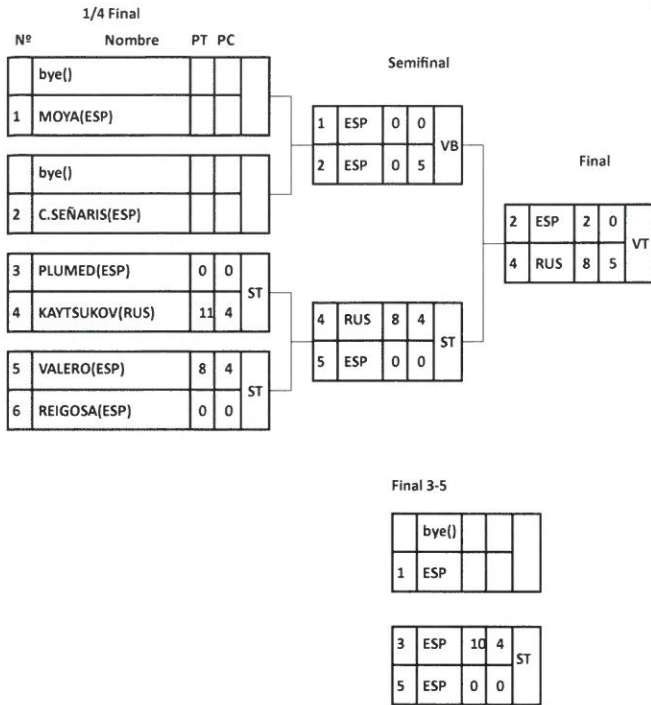 1/4 Final
Nº Nombre PT PC
bye()
1 MOYA(ESP)
bye()
2 C.SEÑARIS(ESP)
3 PLUMED(ESP) 0 0
ST
4 KAYTSUKOV(RUS) 11 4
5 VALERO(ESP) 8 4
ST
6 REIGOSA(ESP) 0 0
Semifinal
1 ESP 0 0
VB
2 ESP 0 5
4 RUS 8 4
ST
5 ESP 0 0
Final
2 ESP 2 0
VT
4 RUS 8 5
Final 3-5
bye()
1 ESP
3 ESP 10 4
ST
5 ESP 0 0